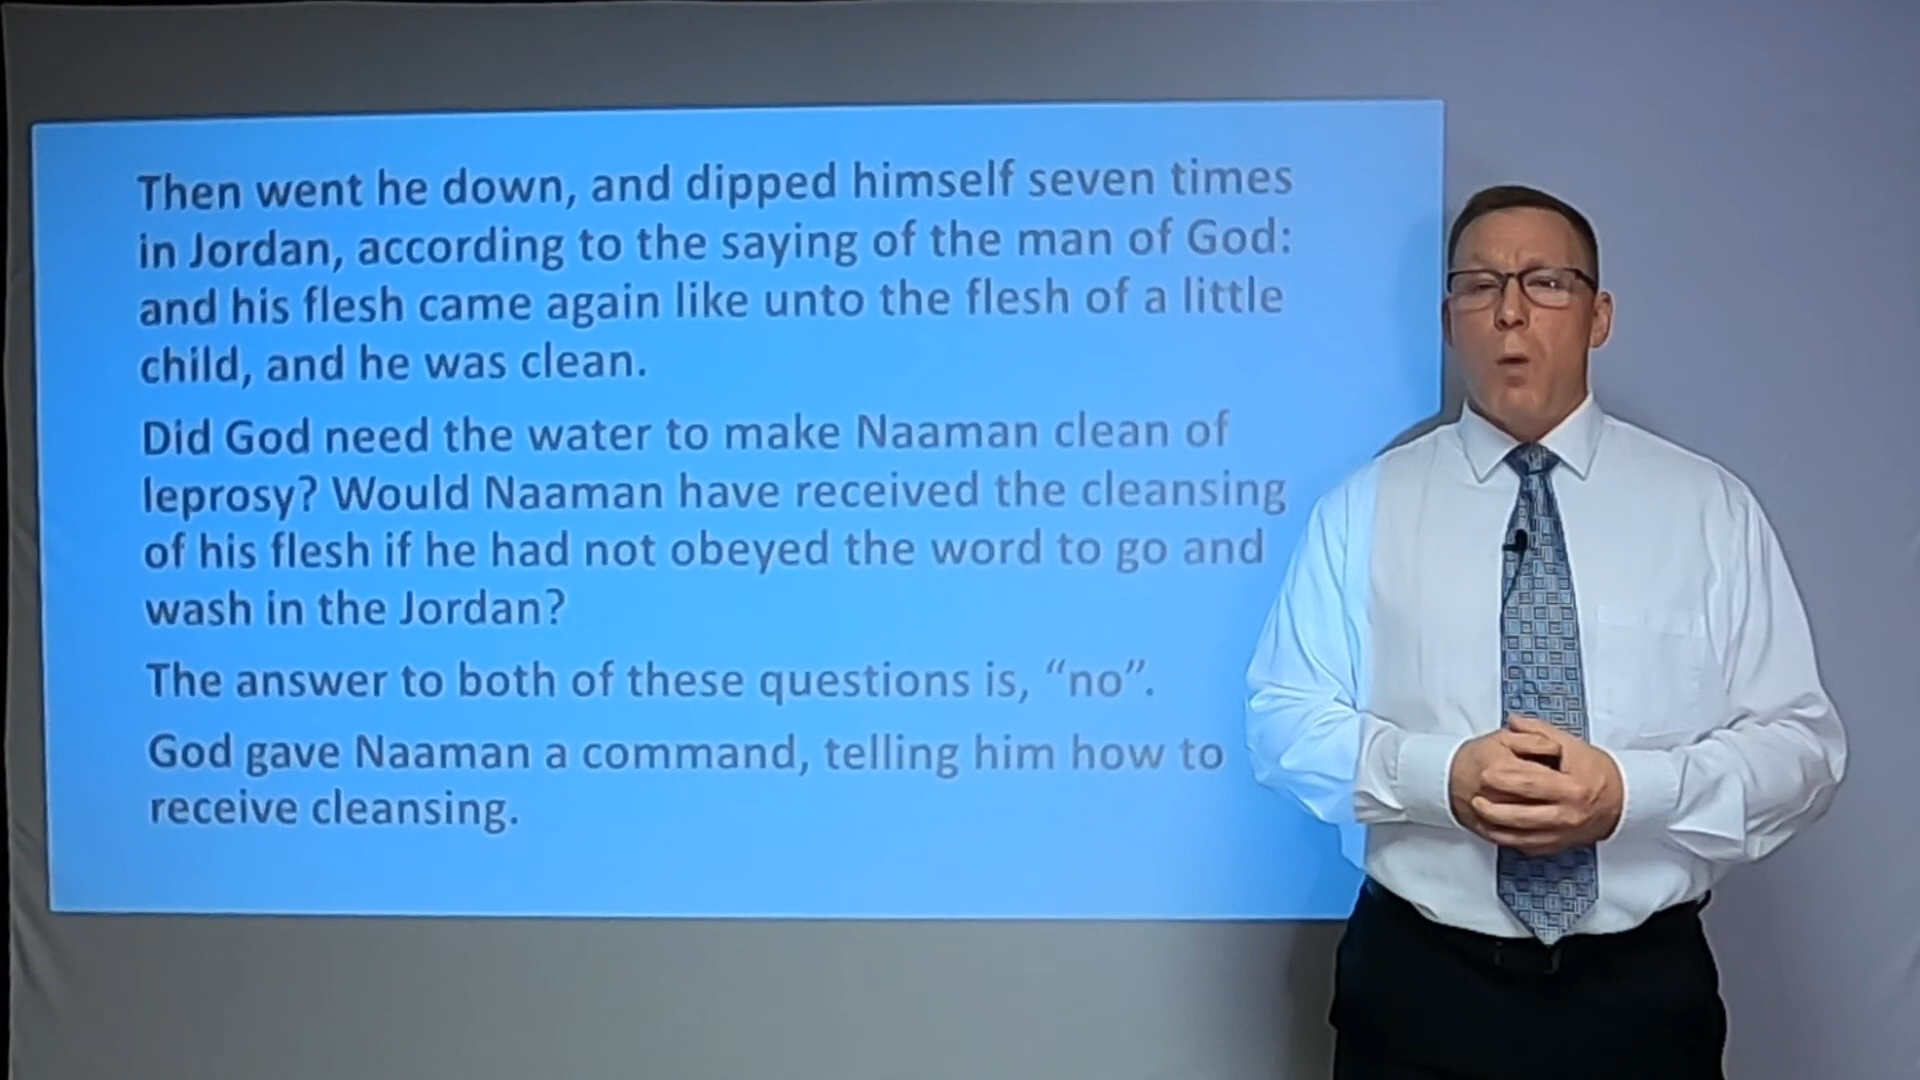 Then went he down, and dipped himself seven times
in Jordan, according to the saying of the man of God:
and his flesh came again like unto the flesh of a little
child, and he was clean.
Did God need the water to make Naaman clean of
leprosy? Would Naaman have received the cleansing
of his flesh if he had not obeyed the word to go and
wash in the Jordan?
The answer to both of these questions is, “no”.
God gave Naaman a command, telling him how to
receive cleansing.